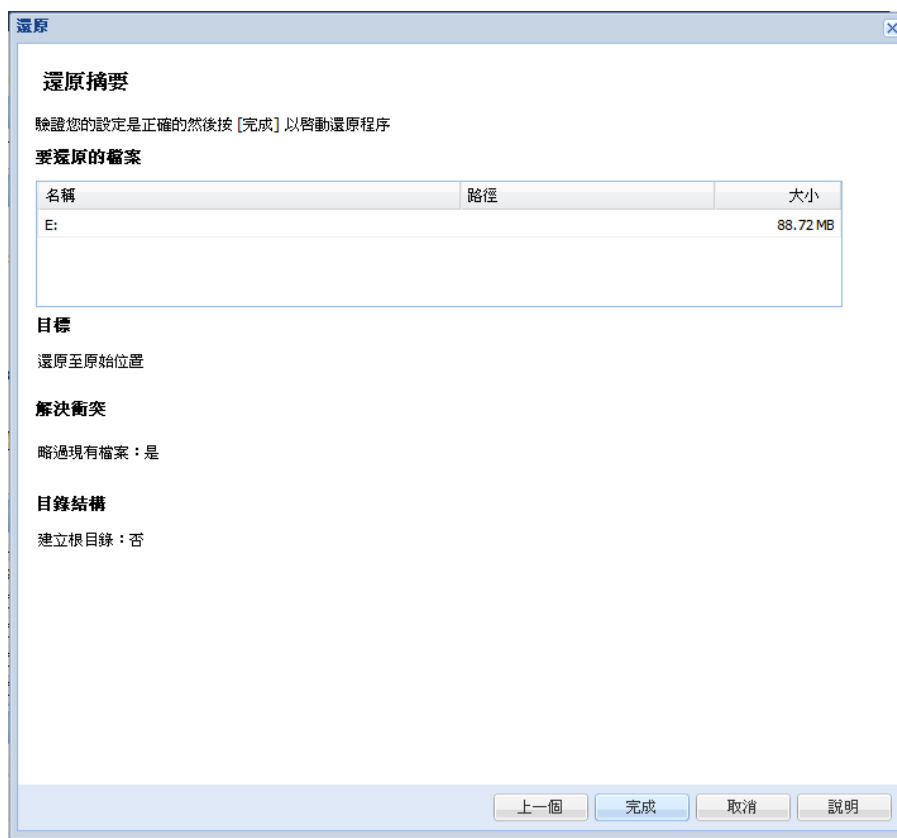 還原
還原摘要
驗證您的設定是正確的然後按 [完成] 以啓動還原程序
要還原的檔案
名稱 路徑 大小
E: 88.72 MB
目標
還原至原始位置
解決衝突
略過現有檔案：是
目錄結構
建立根目錄：否
上一個 完成 取消 說明